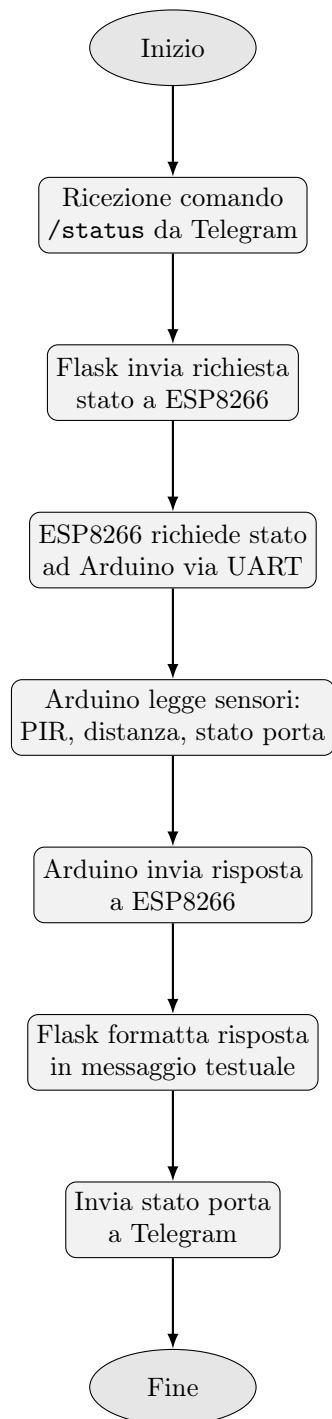 Inizio
Ricezione comando
/status da Telegram
Flask invia richiesta
stato a ESP8266
ESP8266 richiede stato
ad Arduino via UART
Arduino legge sensori:
PIR, distanza, stato porta
Arduino invia risposta
a ESP8266
Flask formatta risposta
in messaggio testuale
Invia stato porta
a Telegram
Fine